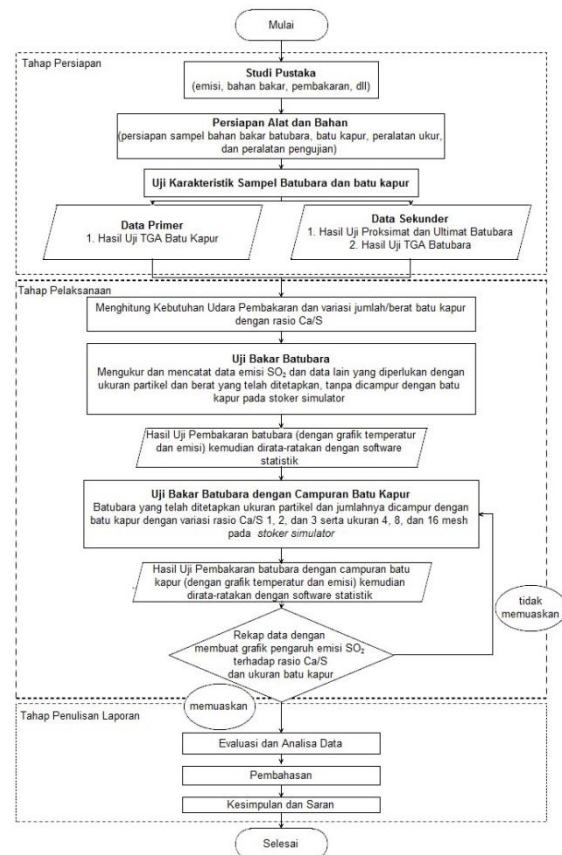 Mulai
Tahap Persiapan
Studi Pustaka
(emisi, bahan bakar, pembakaran, dll)
Persiapan Alat dan Bahan
(persiapan sampel bahan bakar batubara, batu kapur, peralatan ukur,
dan peralatan pengujian)
Uji Karakteristik Sampel Batubara dan batu kapur
Data Primer
1. Hasil Uji TGA Batu Kapur
Data Sekunder
1. Hasil Uji Proksimat dan Ultimat Batubara
2. Hasil Uji TGA Batubara
Tahap Pelaksanaan
Menghitung Kebutuhan Udara Pembakaran dan variasi jumlah/berat batu kapur
dengan rasio Ca/S
Uji Bakar Batubara
Mengukur dan mencatat data emisi SO₂ dan data lain yang diperlukan dengan
ukuran partikel dan berat yang telah ditetapkan, tanpa dicampur dengan batu
kapur pada stoker simulator
Hasil Uji Pembakaran batubara (dengan grafik temperatur
dan emisi) kemudian dirata-ratakan dengan software
statistik
Uji Bakar Batubara dengan Campuran Batu Kapur
Batubara yang telah ditetapkan ukuran partikel dan jumlahnya dicampur dengan
batu kapur dengan variasi rasio Ca/S 1, 2, dan 3 serta ukuran 4, 8, dan 16 mesh
pada stoker simulator
Hasil Uji Pembakaran batubara dengan campuran batu
kapur (dengan grafik temperatur dan emisi) kemudian
dirata-ratakan dengan software statistik
tidak
memuaskan
Rekap data dengan
membuat grafik pengaruh emisi SO₂
terhadap rasio Ca/S
dan ukuran batu kapur
memuaskan
Tahap Penulisan Laporan
Evaluasi dan Analisa Data
Pembahasan
Kesimpulan dan Saran
Selesai